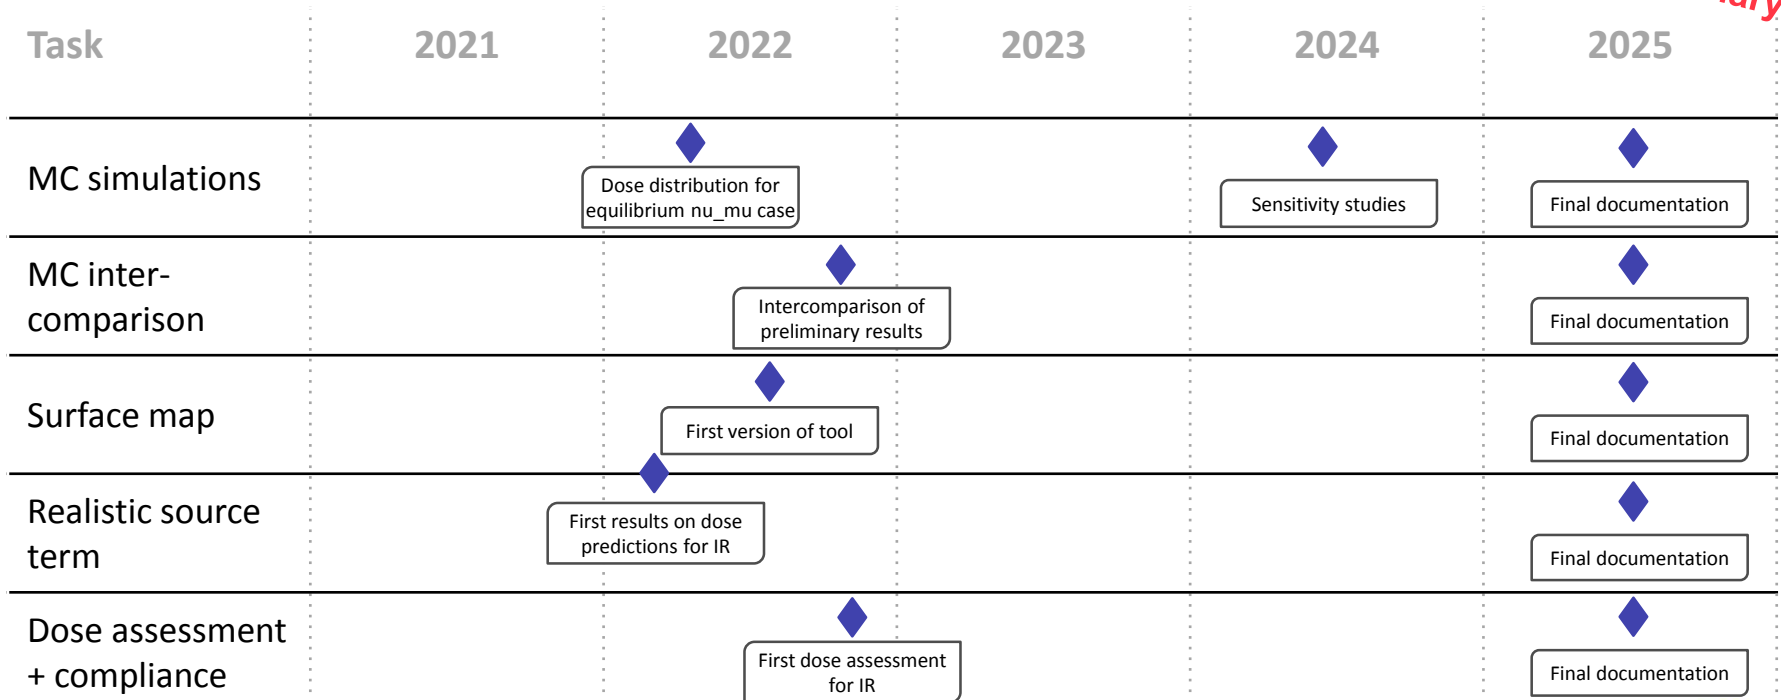 Task 2021 2022 2023 2024 2025
MC simulations
Dose distribution for
equilibrium nu_mu case
Sensitivity studies
Final documentation
MC inter-
comparison
Intercomparison of
preliminary results
Final documentation
Surface map
First version of tool
Final documentation
Realistic source
term
First results on dose
predictions for IR
Final documentation
Dose assessment
+ compliance
First dose assessment
for IR
Final documentation